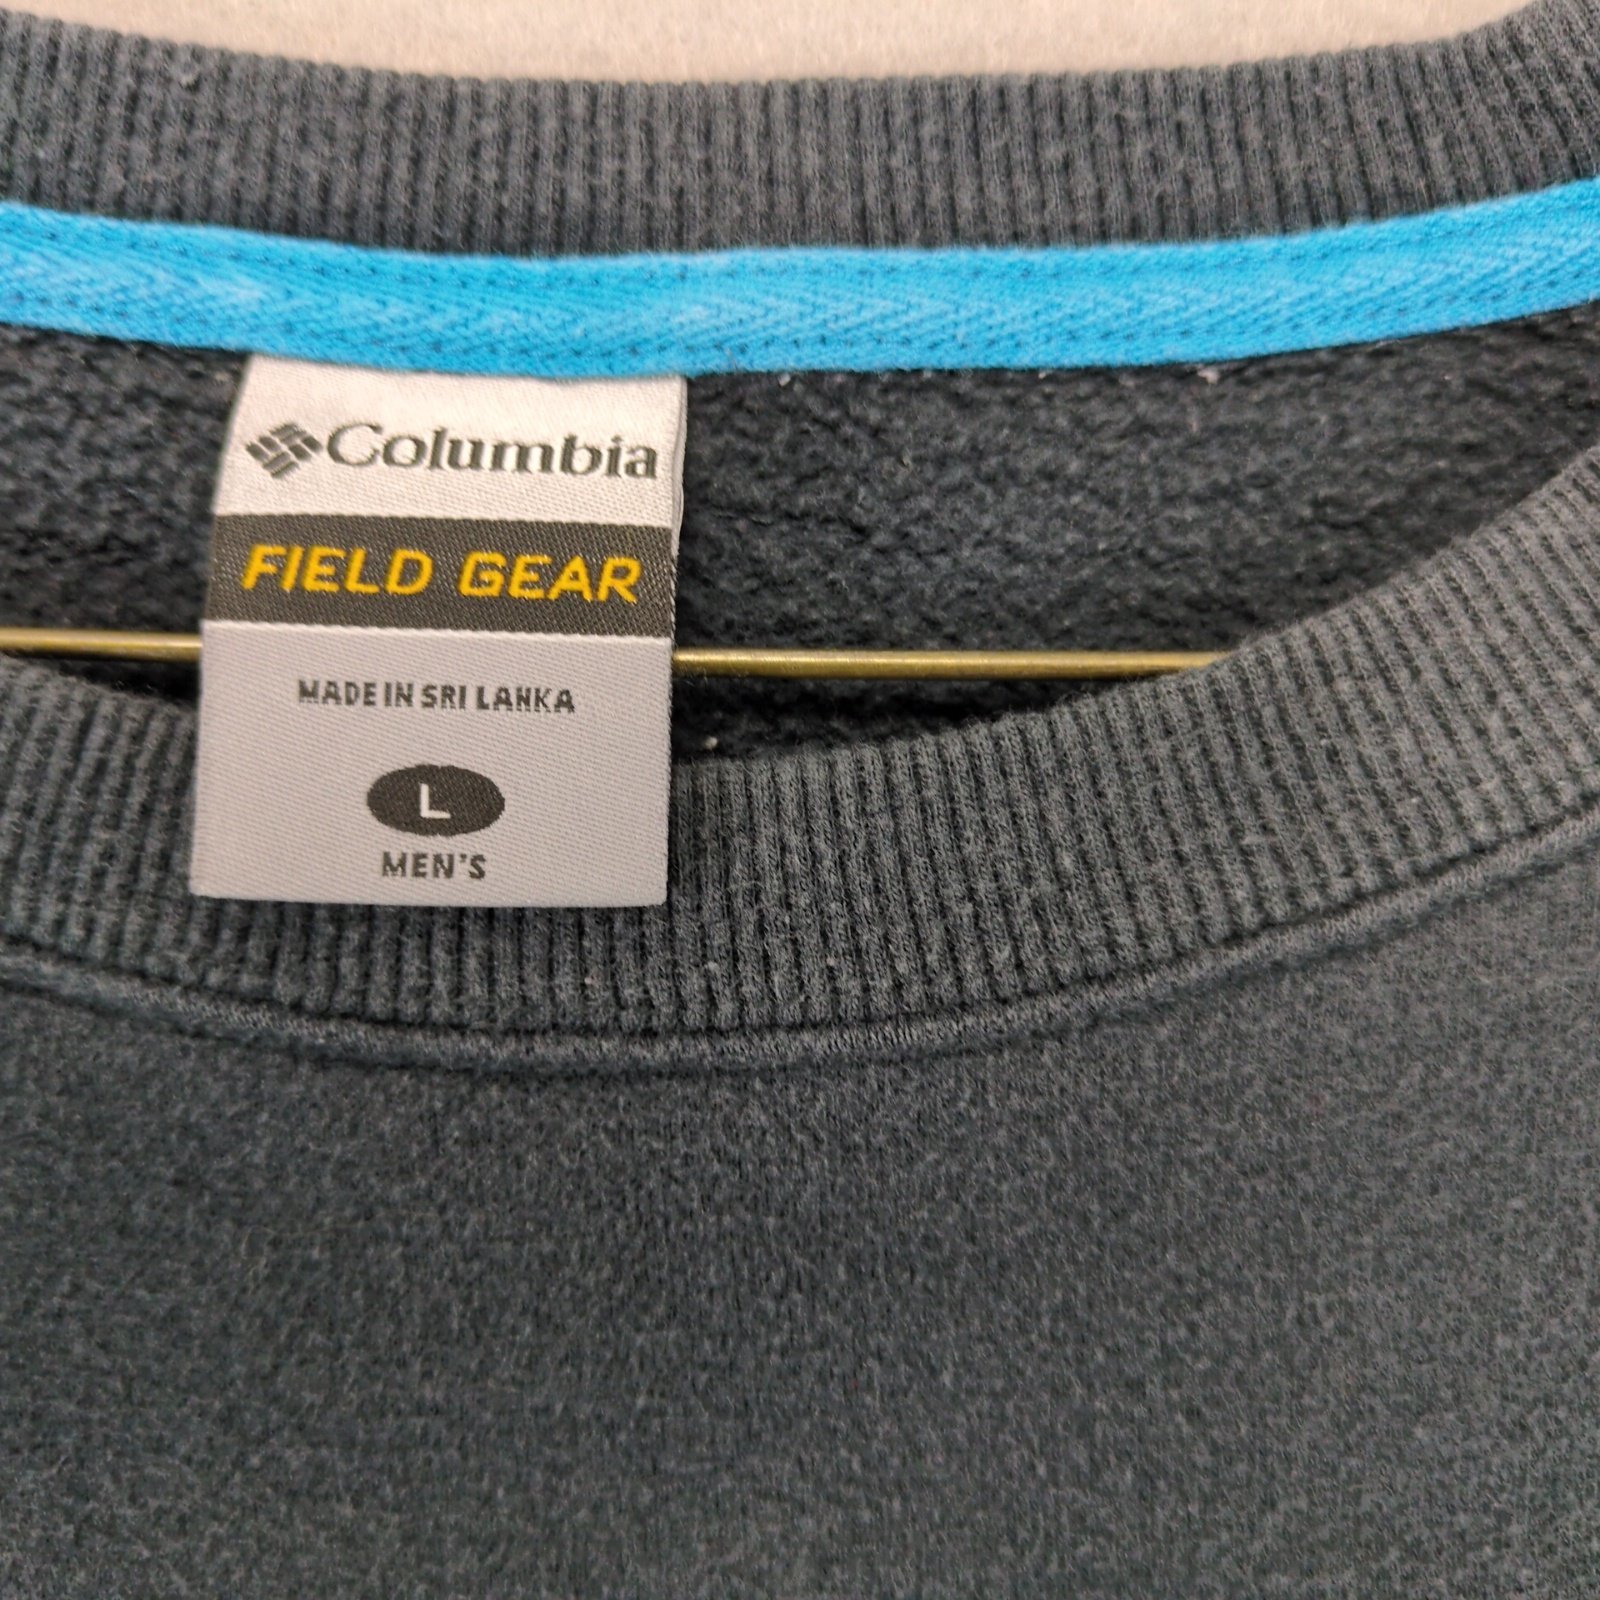 Columbia
FIELD GEAR
MADE IN SRI LANKA
L
MEN'S